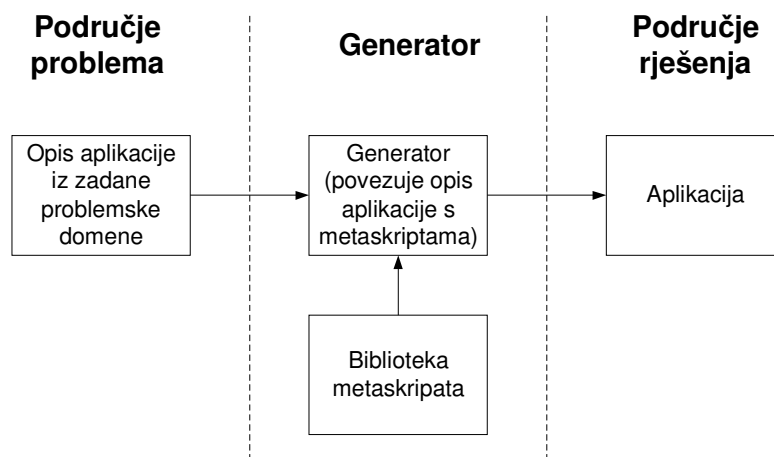 Područje
problema
Generator
Područje
rješenja
Opis aplikacije
iz zadane
problemske
domene
Generator
(povezuje opis
aplikacije s
metaskriptama)
Aplikacija
Biblioteka
metaskripata